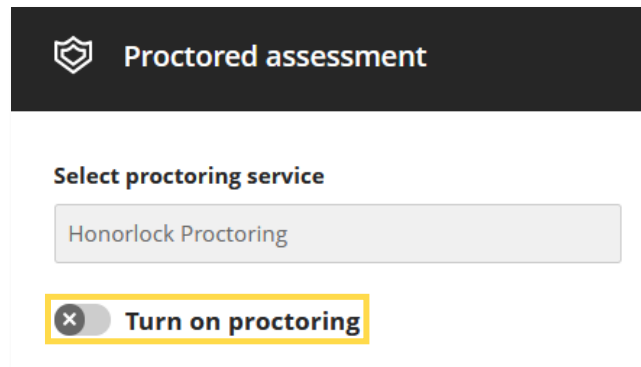 Proctored assessment
Select proctoring service
Honorlock Proctoring
Turn on proctoring